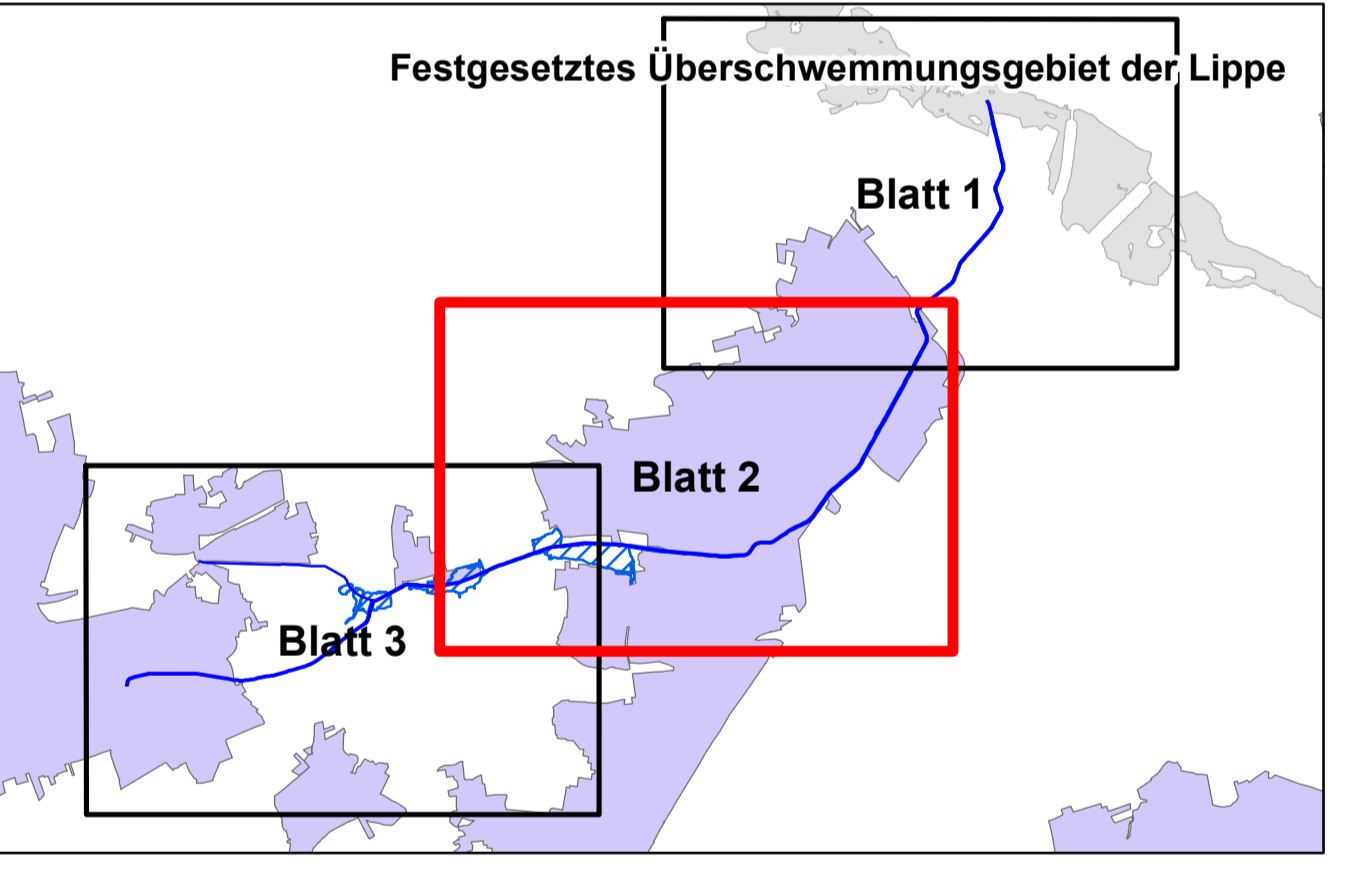 Festgesetztes Überschwemmungsgebiet der Lippe
Blatt 1
Blatt 2
Blatt 3